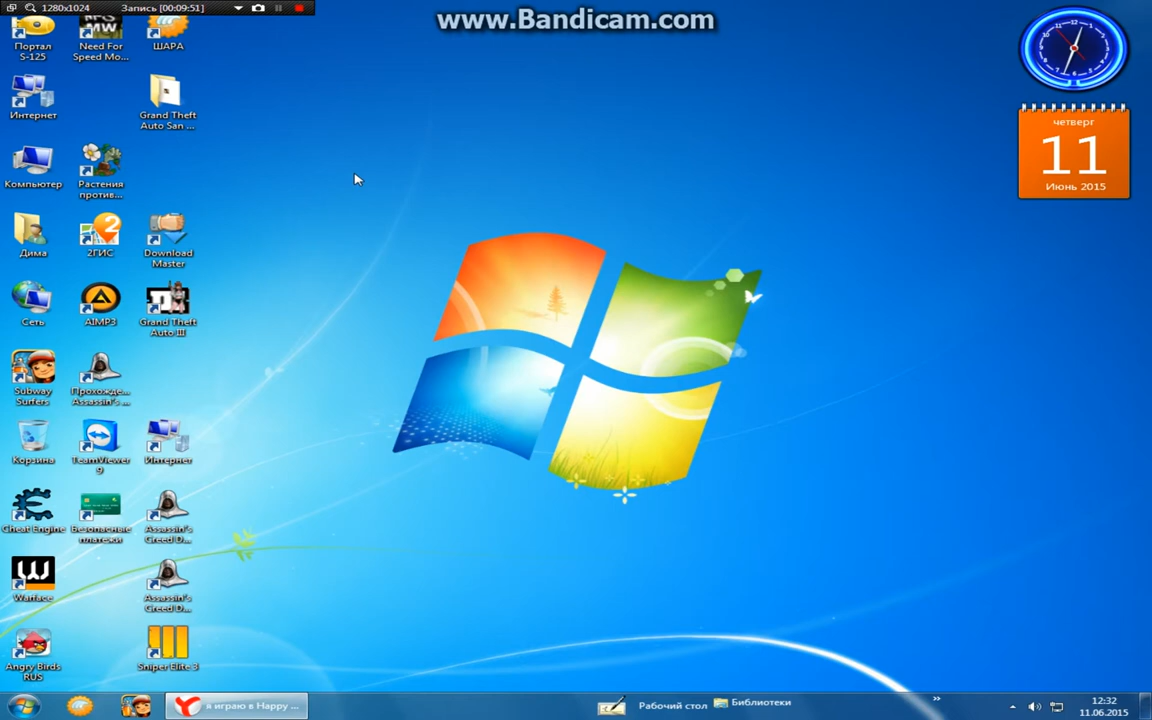 1280x1024 Запись [00:09:51]
www.Bandicam.com
Портал
S-125
Need For
Speed Mo...
ШАРА
Интернет
Grand Theft
Auto San ...
Компьютер
Растения
против...
Дима
2ГИС
Download
Master
Сеть
AIMP3
Grand Theft
Auto III
Subway
Surfers
Прохожде...
Assassin's ...
Корзина
TeamViewer
9
Интернет
Cheat Engine
Безопасные
платежи
Assassin's
Creed D...
Warface
Assassin's
Creed D...
Angry Birds
RUS
Sniper Elite 3
четверг
11
Июнь 2015
я играю в Happy ...
Рабочий стол
Библиотеки
»
12:32
11.06.2015